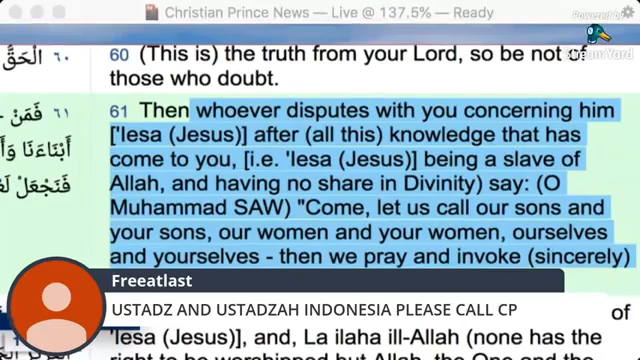 Christian Prince News — Live @ 137.5% — Ready
Powered by
StreamYard
٦٠
60 (This is) the truth from your Lord, so be not of
those who doubt.
٦١
61 Then whoever disputes with you concerning him
['Iesa (Jesus)] after (all this) knowledge that has
come to you, [i.e. 'Iesa (Jesus) being a slave of
Allah, and having no share in Divinity) say: (O
Muhammad SAW) "Come, let us call our sons and
your sons, our women and your women, ourselves
and yourselves - then we pray and invoke (sincerely)
Freeatlast
USTADZ AND USTADZAH INDONESIA PLEASE CALL CP
of
'Iesa (Jesus)], and, La ilaha ill-Allah (none has the
right to be worshipped but Allah, the One and the